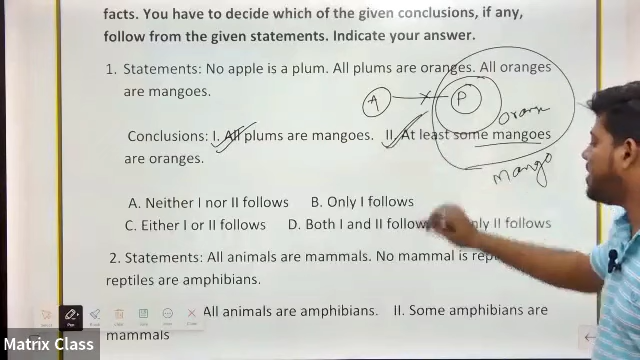 facts. You have to decide which of the given conclusions, if any,
follow from the given statements. Indicate your answer.
1. Statements: No apple is a plum. All plums are oranges. All oranges
are mangoes.
A P
orange
Conclusions: I. All plums are mangoes. II. At least some mangoes
are oranges.
mango
A. Neither I nor II follows B. Only I follows
C. Either I or II follows D. Both I and II follow only II follows
2. Statements: All animals are mammals. No mammal is
reptiles are amphibians.
All animals are amphibians. II. Some amphibians are
mammals
Matrix Class